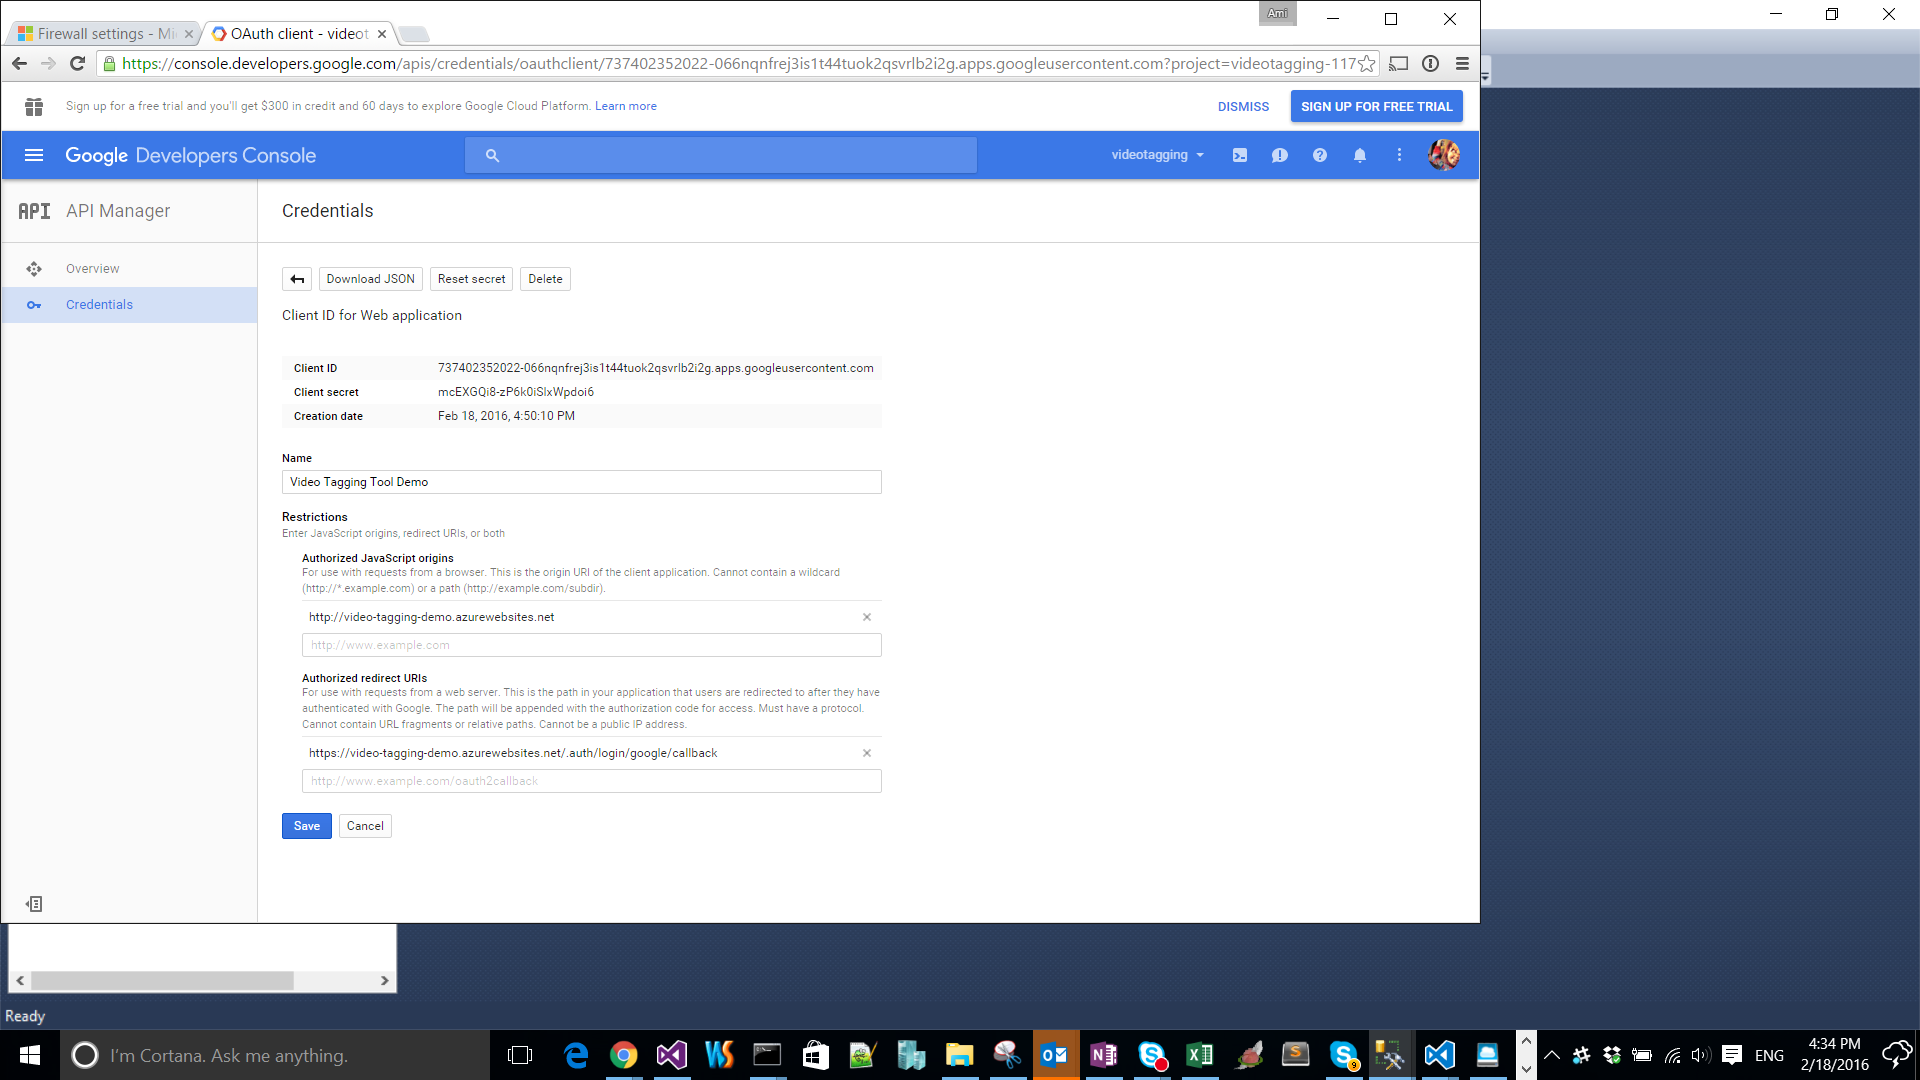 Ami
Firewall settings - Mi
OAuth client - videot
https://console.developers.google.com/apis/credentials/oauthclient/737402352022-066nqnfrej3is1t44tuok2qsvrlb2i2g.apps.googleusercontent.com?project=videotagging-117
Sign up for a free trial and you'll get $300 in credit and 60 days to explore Google Cloud Platform. Learn more
DISMISS
SIGN UP FOR FREE TRIAL
Google Developers Console
videotagging
API API Manager
Credentials
Overview
Credentials
Download JSON
Reset secret
Delete
Client ID for Web application
Client ID 737402352022-066nqnfrej3is1t44tuok2qsvrlb2i2g.apps.googleusercontent.com
Client secret mcEXGQi8-zP6k0iSlxWpdoi6
Creation date Feb 18, 2016, 4:50:10 PM
Name
Video Tagging Tool Demo
Restrictions
Enter JavaScript origins, redirect URIs, or both
Authorized JavaScript origins
For use with requests from a browser. This is the origin URI of the client application. Cannot contain a wildcard
(http://*.example.com) or a path (http://example.com/subdir).
http://video-tagging-demo.azurewebsites.net
http://www.example.com
Authorized redirect URIs
For use with requests from a web server. This is the path in your application that users are redirected to after they have
authenticated with Google. The path will be appended with the authorization code for access. Must have a protocol.
Cannot contain URL fragments or relative paths. Cannot be a public IP address.
https://video-tagging-demo.azurewebsites.net/.auth/login/google/callback
http://www.example.com/oauth2callback
Save
Cancel
Ready
I'm Cortana. Ask me anything.
9
ENG
4:34 PM
2/18/2016